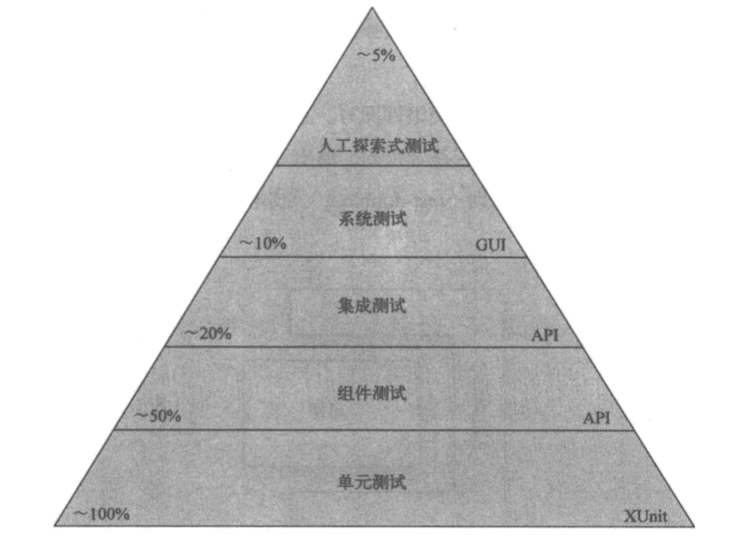 ~5%
人工探索式测试
系统测试
~10% GUI
集成测试
~20% API
组件测试
~50% API
单元测试
~100% XUnit